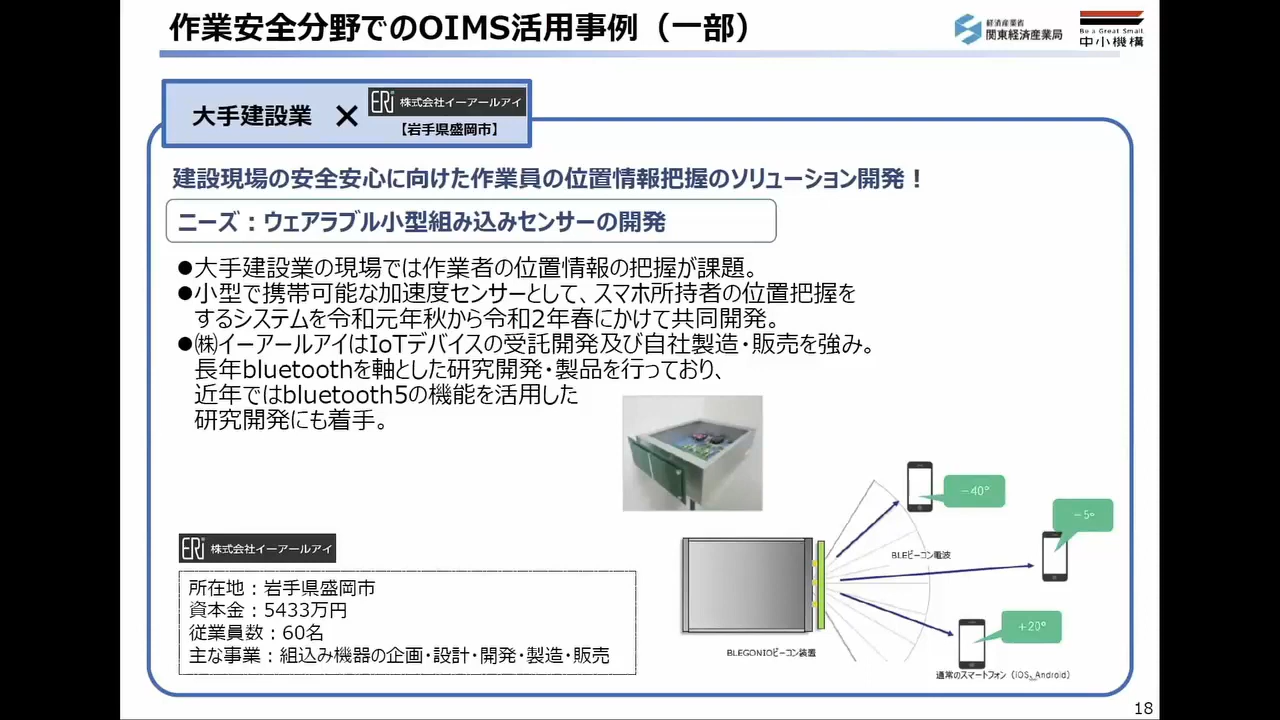 作業安全分野でのOIMS活用事例（一部）
経済産業省
関東経済産業局
Be a Great Small
中小機構
大手建設業 × ERi 株式会社イーアールアイ
【岩手県盛岡市】
建設現場の安全安心に向けた作業員の位置情報把握のソリューション開発！
ニーズ：ウェアラブル小型組み込みセンサーの開発
●大手建設業の現場では作業者の位置情報の把握が課題。
●小型で携帯可能な加速度センサーとして、スマホ所持者の位置把握を
するシステムを令和元年秋から令和2年春にかけて共同開発。
●㈱イーアールアイはIoTデバイスの受託開発及び自社製造・販売を強み。
長年bluetoothを軸とした研究開発・製品を行っており、
近年ではbluetooth5の機能を活用した
研究開発にも着手。
−40°
−5°
BLEビーコン電波
+20°
BLEGONIOビーコン装置
通常のスマートフォン（iOS、Android）
ERi 株式会社イーアールアイ
所在地：岩手県盛岡市
資本金：5433万円
従業員数：60名
主な事業：組込み機器の企画・設計・開発・製造・販売
18